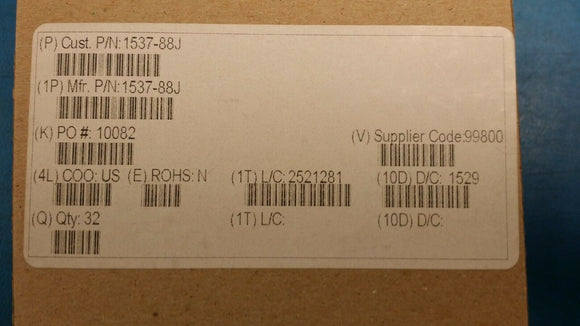 (P) Cust. P/N:1537-88J
(1P) Mfr. P/N:1537-88J
(K) PO #: 10082
(V) Supplier Code:99800
(4L) COO: US (E) ROHS: N (1T) L/C: 2521281 (10D) D/C: 1529
(Q) Qty: 32 (1T) L/C: (10D) D/C: